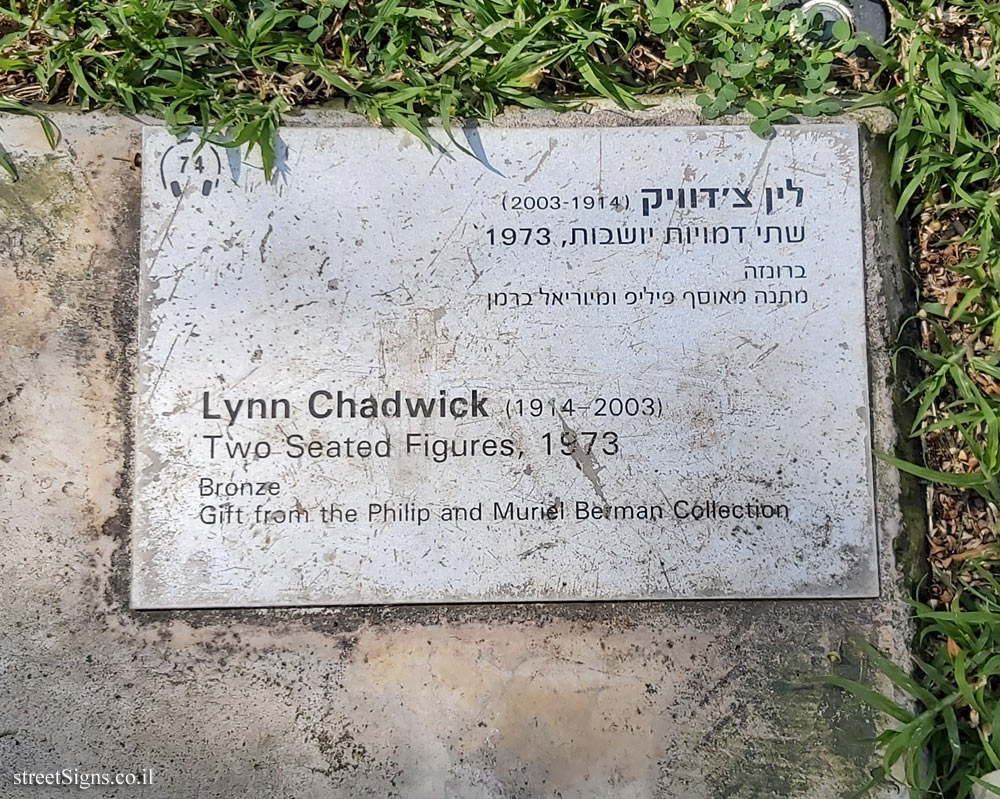 74
לין צ'דוויק (2003-1914)
שתי דמויות יושבות, 1973
ברונזה
מתנה מאוסף פיליפ ומיוריאל ברמן
Lynn Chadwick (1914-2003)
Two Seated Figures, 1973
Bronze
Gift from the Philip and Muriel Berman Collection
streetSigns.co.il